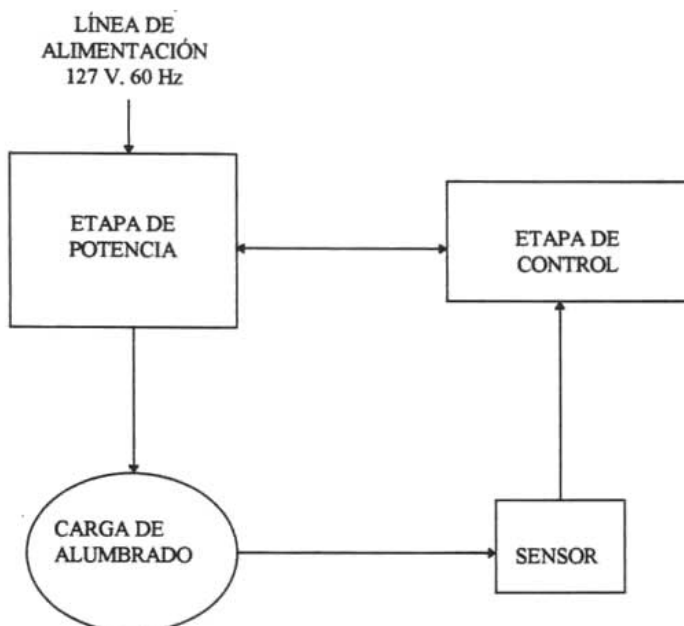 LÍNEA DE
ALIMENTACIÓN
127 V. 60 Hz
ETAPA DE
POTENCIA
ETAPA DE
CONTROL
CARGA DE
ALUMBRADO
SENSOR